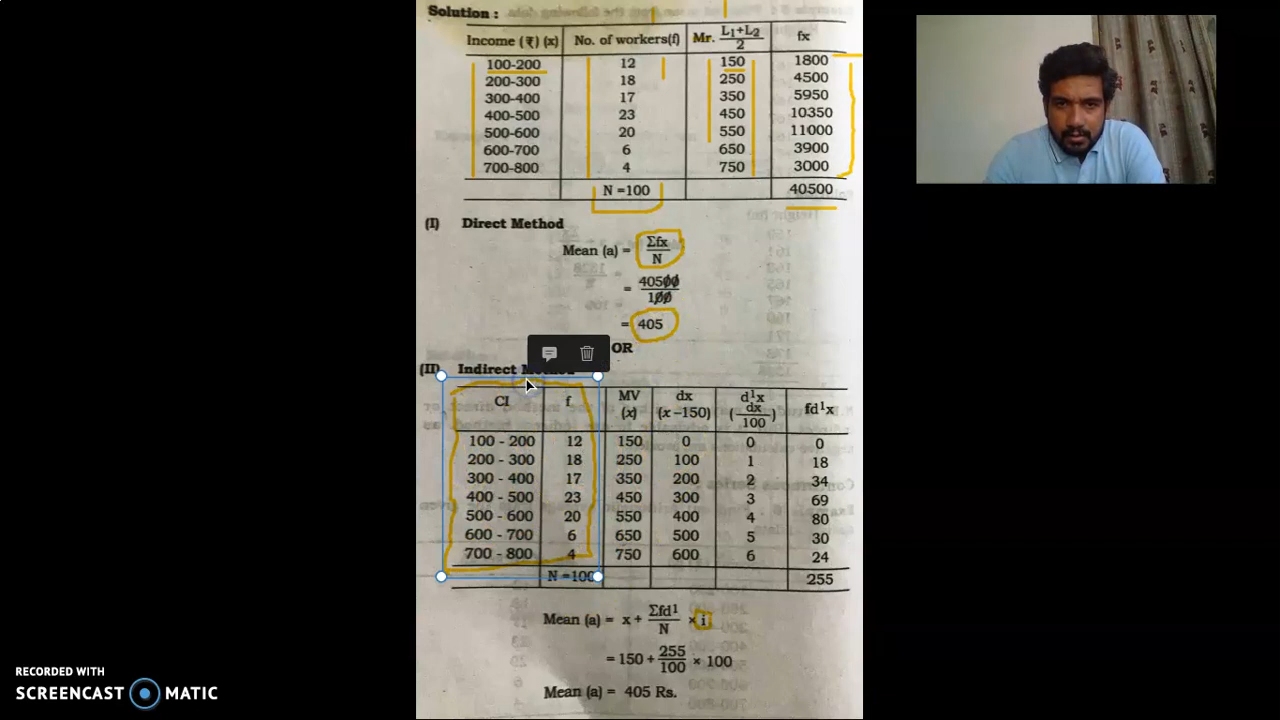 Solution :
Income (₹) (x) No. of workers(f) Mr. L₁+L₂/2 fx
100-200 12 150 1800
200-300 18 250 4500
300-400 17 350 5950
400-500 23 450 10350
500-600 20 550 11000
600-700 6 650 3900
700-800 4 750 3000
N =100 40500
(I) Direct Method
Mean (a) = Σfx/N
= 40500/100
= 405
OR
(II) Indirect
CI f MV (x) dx (x –150) d¹x (dx/100) fd¹x
100 - 200 12 150 0 0 0
200 - 300 18 250 100 1 18
300 - 400 17 350 200 2 34
400 - 500 23 450 300 3 69
500 - 600 20 550 400 4 80
600 - 700 6 650 500 5 30
700 - 800 4 750 600 6 24
N =100 255
Mean (a) = x + Σfd¹/N × i
= 150 + 255/100 × 100
Mean (a) = 405 Rs.
RECORDED WITH
SCREENCAST MATIC